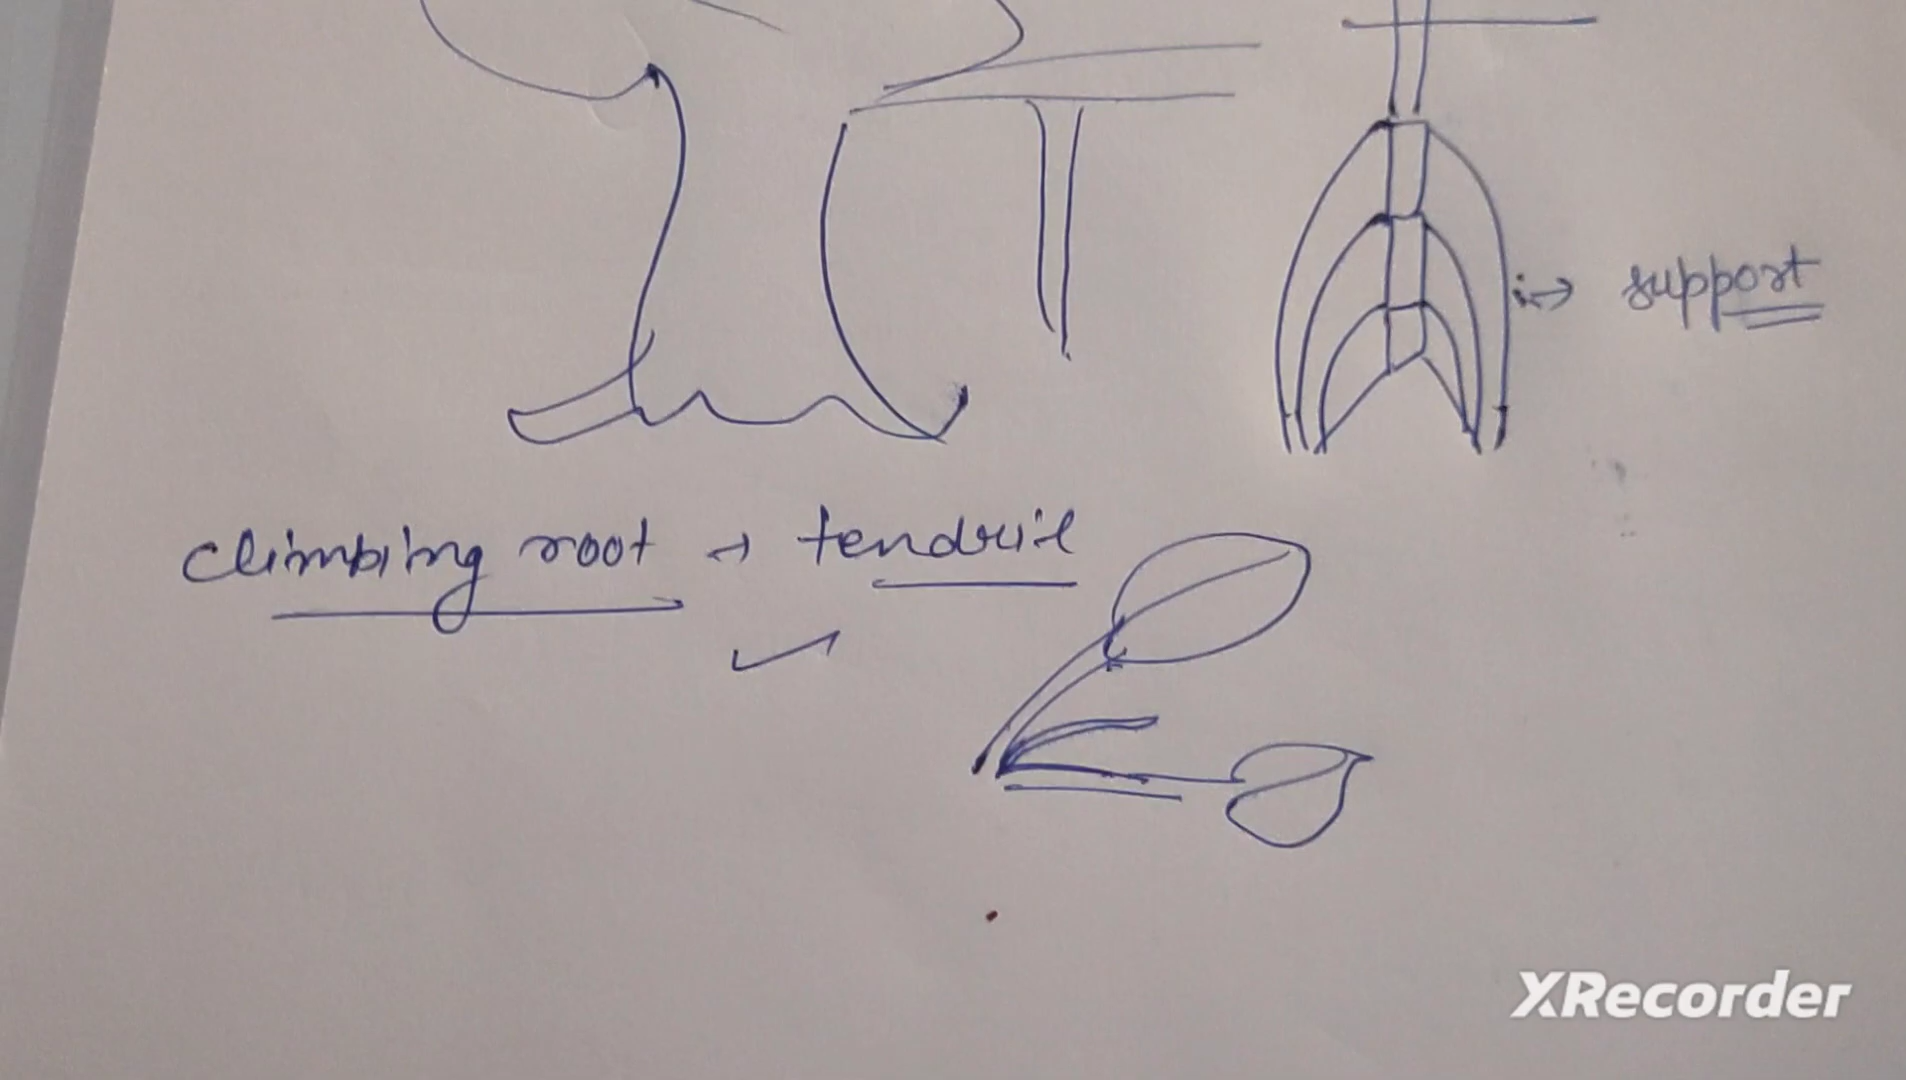 → support
climbing root → tendril
XRecorder